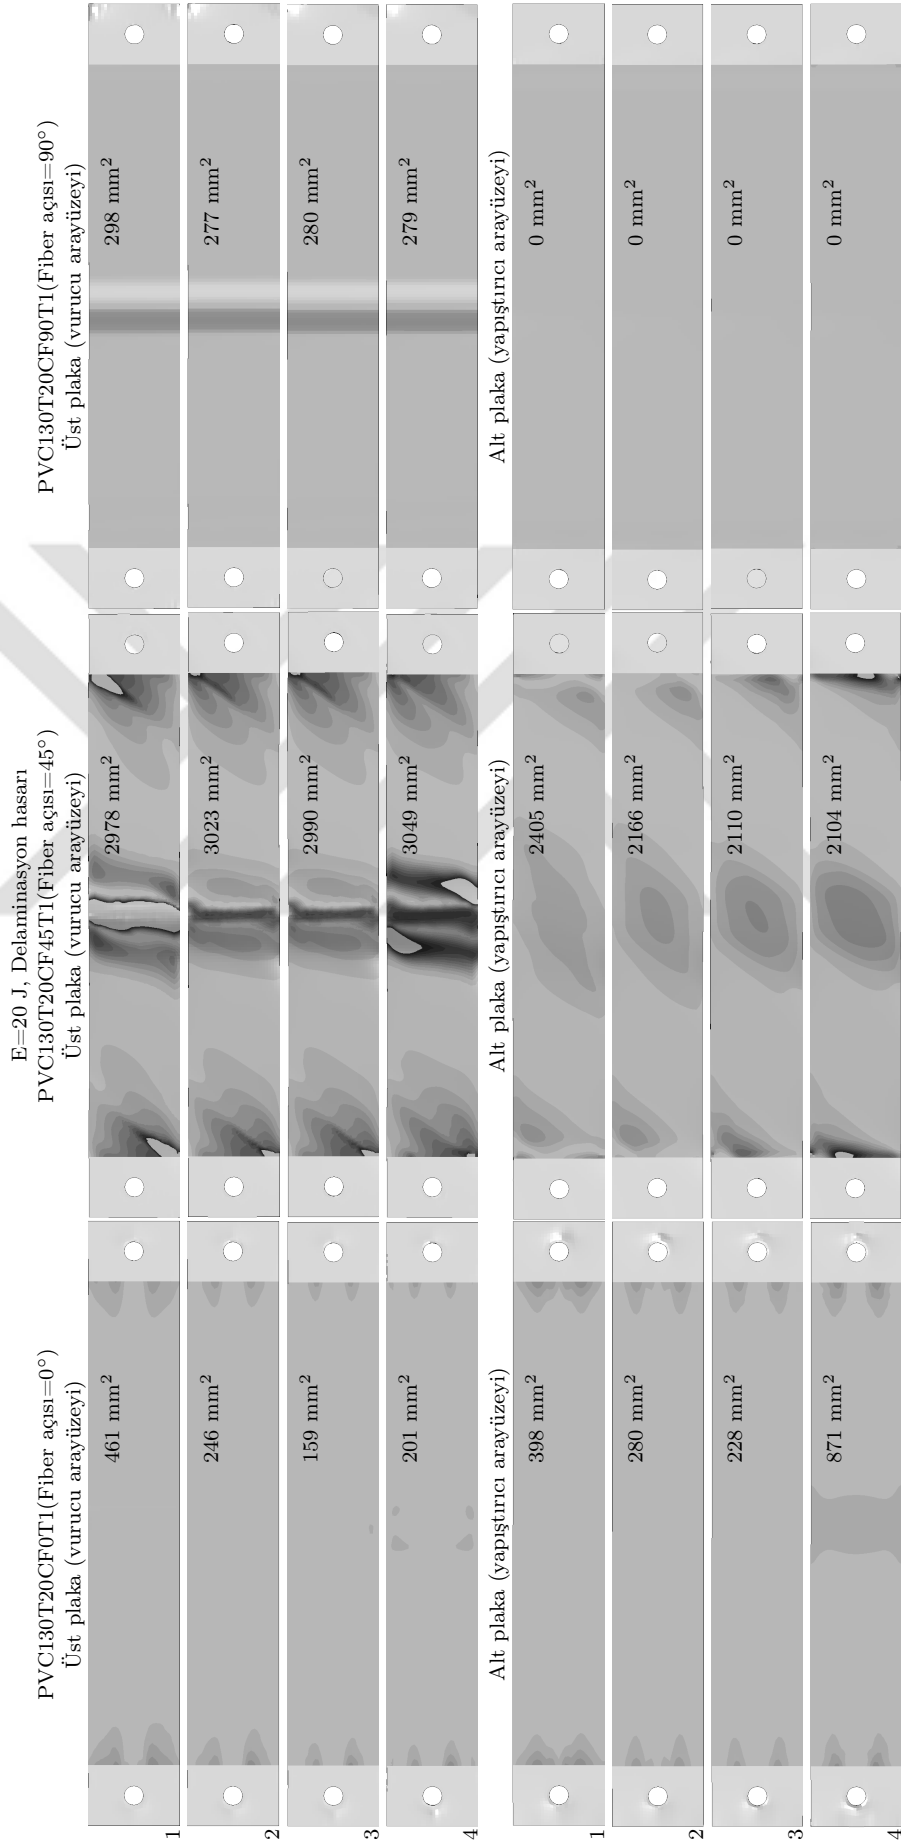 E=20 J, Delaminasyon hasarı
PVC130T20CF0T1(Fiber açısı=0°)
Üst plaka (vurucu arayüzeyi)
1
461 mm²
2
246 mm²
3
159 mm²
4
201 mm²
Alt plaka (yapıştırıcı arayüzeyi)
1
398 mm²
2
280 mm²
3
228 mm²
4
871 mm²
PVC130T20CF45T1(Fiber açısı=45°)
Üst plaka (vurucu arayüzeyi)
2978 mm²
3023 mm²
2990 mm²
3049 mm²
Alt plaka (yapıştırıcı arayüzeyi)
2405 mm²
2166 mm²
2110 mm²
2104 mm²
PVC130T20CF90T1(Fiber açısı=90°)
Üst plaka (vurucu arayüzeyi)
298 mm²
277 mm²
280 mm²
279 mm²
Alt plaka (yapıştırıcı arayüzeyi)
0 mm²
0 mm²
0 mm²
0 mm²